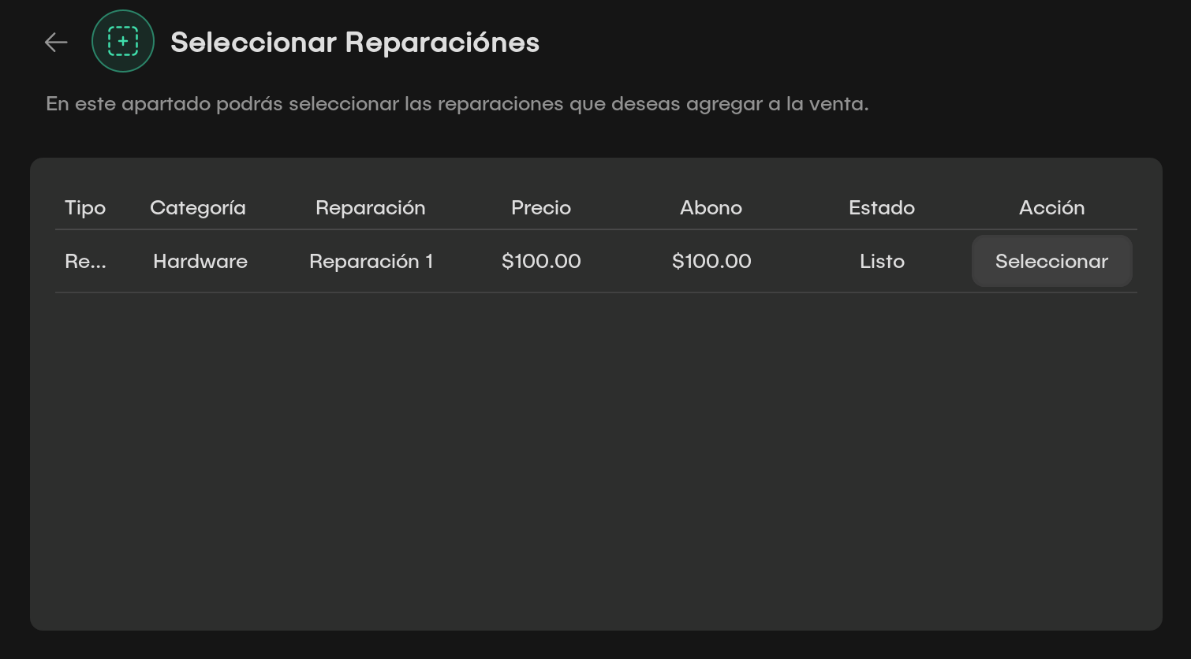 Seleccionar Reparaciónes
En este apartado podrás seleccionar las reparaciones que deseas agregar a la venta.
Tipo Categoría Reparación Precio Abono Estado Acción
Re... Hardware Reparación 1 $100.00 $100.00 Listo Seleccionar